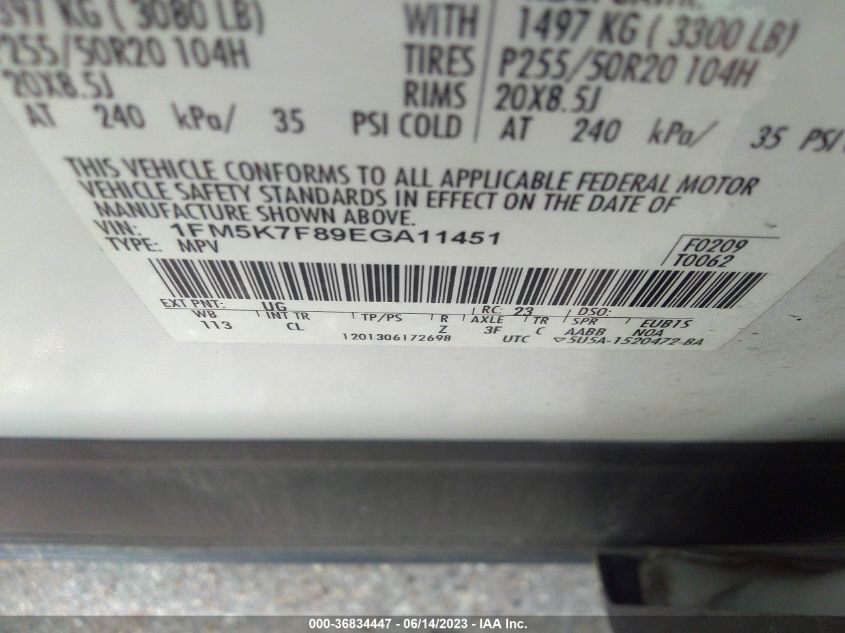 397 KG ( 3080 LB) WITH 1497 KG ( 3300 LB)
P255/50R20 104H TIRES P255/50R20 104H
20X8.5J RIMS 20X8.5J
AT 240 kPa/ 35 PSI COLD AT 240 kPa/ 35 PSI/
THIS VEHICLE CONFORMS TO ALL APPLICABLE FEDERAL MOTOR
VEHICLE SAFETY STANDARDS IN EFFECT ON THE DATE OF
MANUFACTURE SHOWN ABOVE.
VIN: 1FM5K7F89EGA11451
TYPE: MPV
F0209
T0062
EXT PNT: UG RC: 23 DSO:
WB INT TR TP/PS R AXLE TR SPR EUB15
113 CL Z 3F C AABB NOA
1201306172698 UTC ▽5U5A-1520472-BA
000-36834447 - 06/14/2023 - IAA Inc.